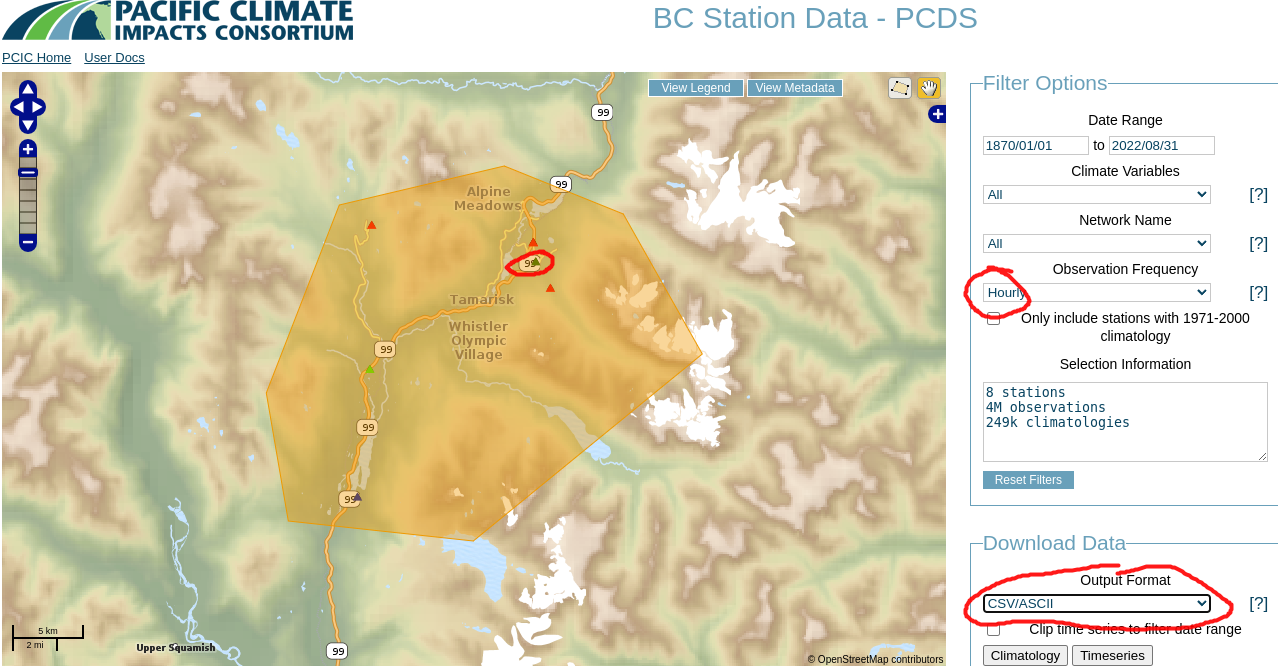 PACIFIC CLIMATE
IMPACTS CONSORTIUM
BC Station Data - PCDS
PCIC Home User Docs
View Legend View Metadata
99
99
Alpine
Meadows
99
Tamarisk
Whistler
Olympic
Village
99
99
99
99
5 km
2 mi
Upper Squamish
© OpenStreetMap contributors
Filter Options
Date Range
1870/01/01 to 2022/08/31
Climate Variables
All [?]
Network Name
All [?]
Observation Frequency
Hourly [?]
Only include stations with 1971-2000
climatology
Selection Information
8 stations
4M observations
249k climatologies
Reset Filters
Download Data
Output Format
CSV/ASCII [?]
Clip time series to filter date range
Climatology Timeseries